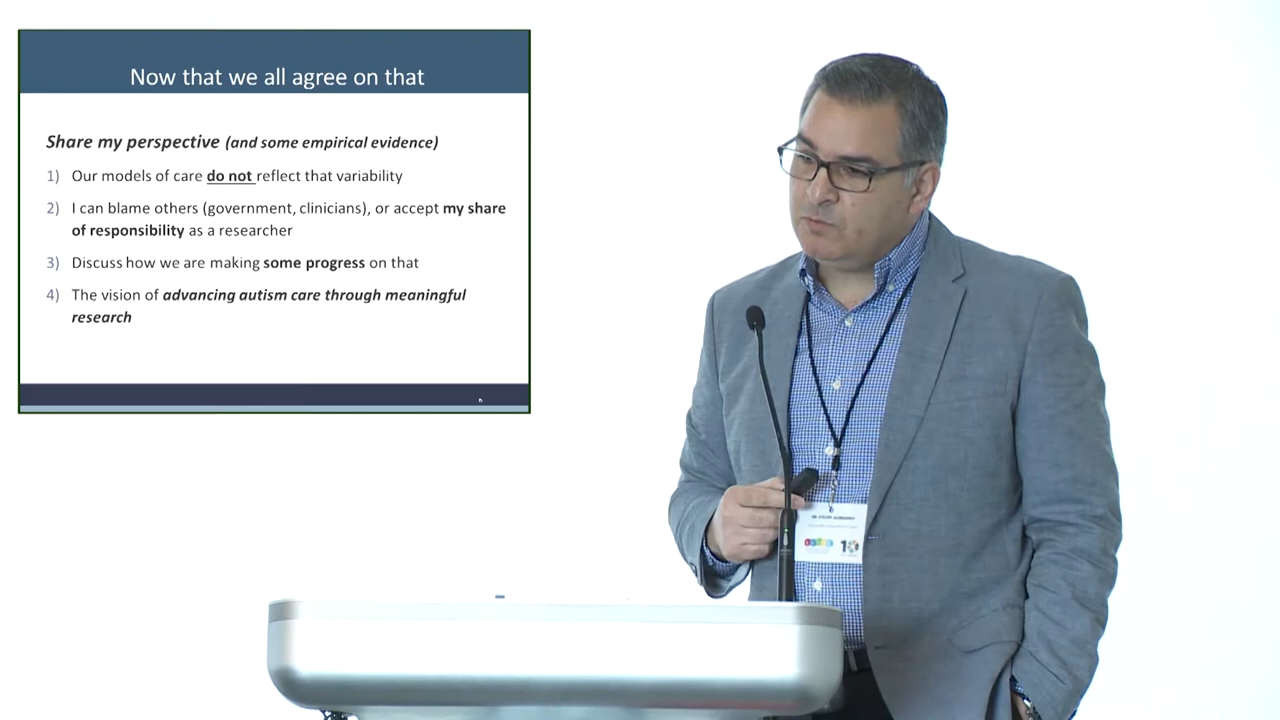 Now that we all agree on that
Share my perspective (and some empirical evidence)
1) Our models of care do not reflect that variability
2) I can blame others (government, clinicians), or accept my share
of responsibility as a researcher
3) Discuss how we are making some progress on that
4) The vision of advancing autism care through meaningful
research
10